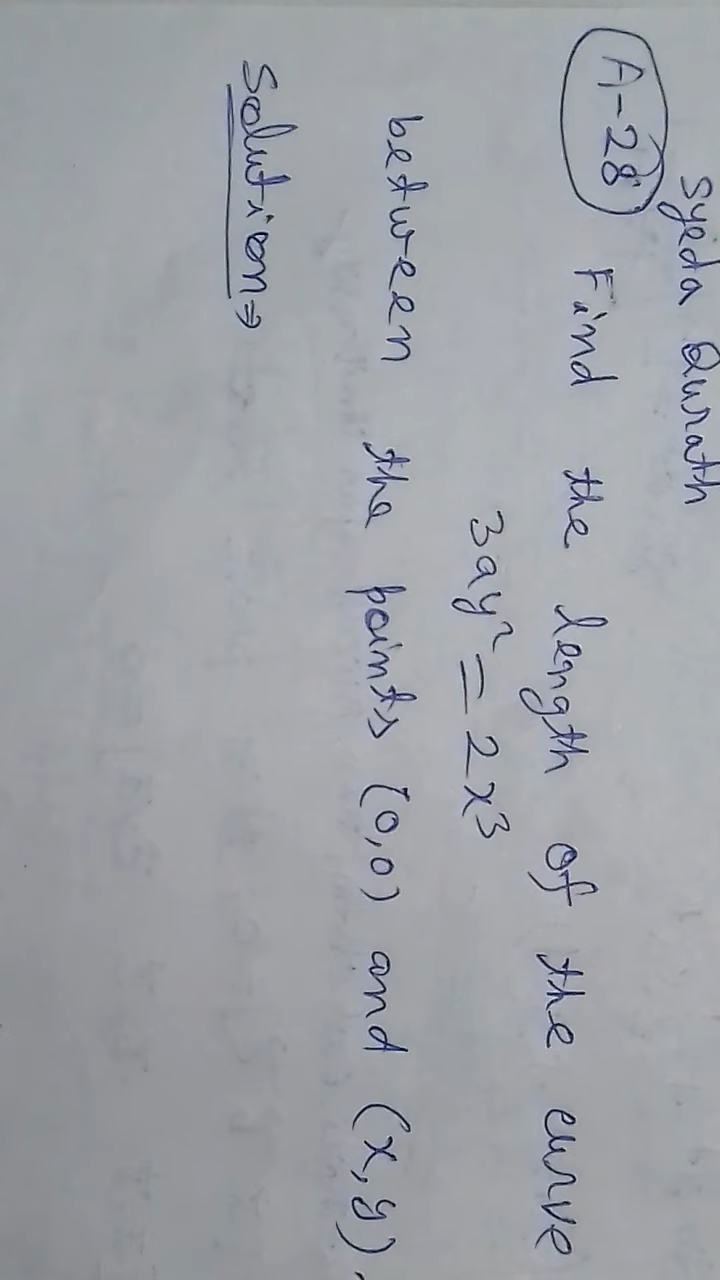 Syeda Qurath
A-28 Find the length of the curve
3ay² = 2x³
between the points (0,0) and (x,y).
Solution⇒